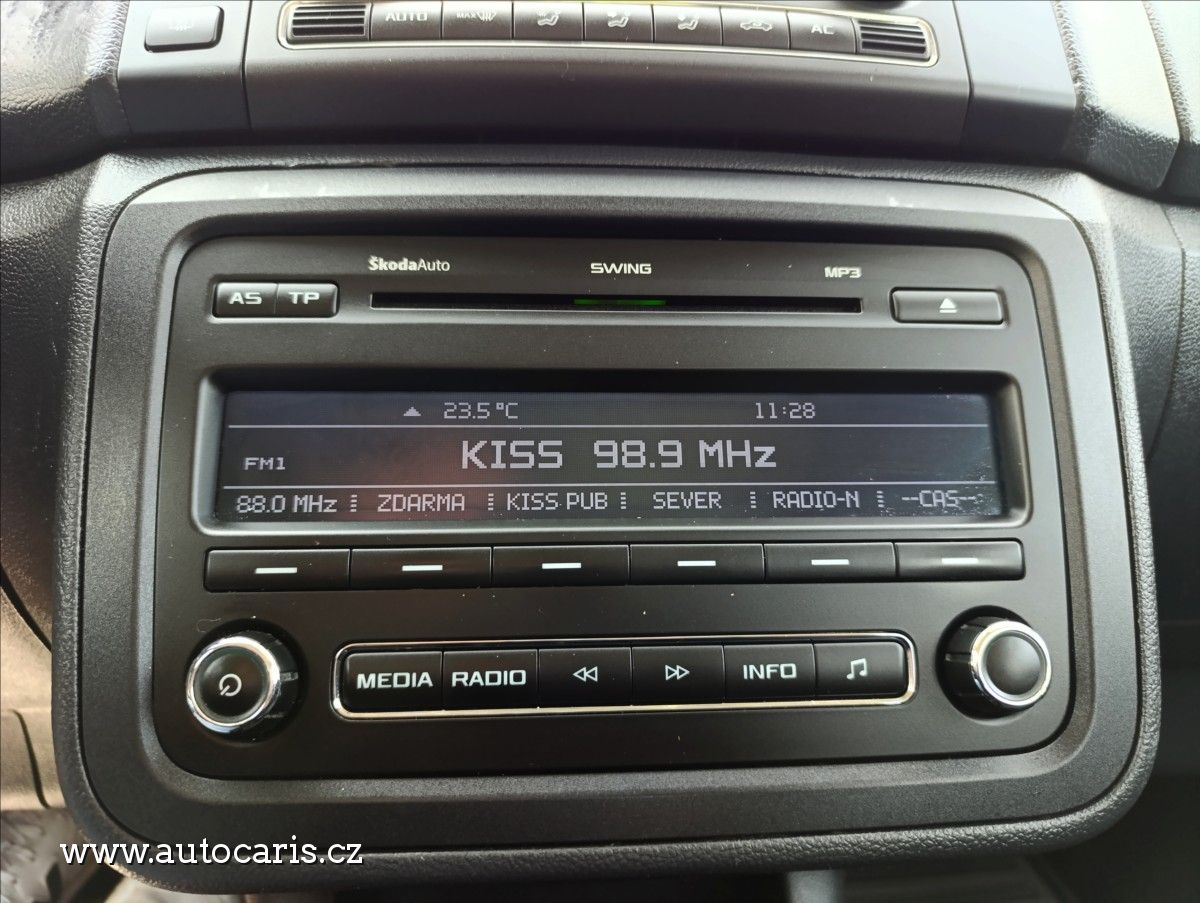 AUTO MAX AC
ŠkodaAuto SWING MP3
AS TP
23.5°C 11:28
KISS 98.9 MHz
FM1
88.0 MHz ZDARMA KISS PUB SEVER RADIO-N --CAS--
MEDIA RADIO INFO
www.autocaris.cz